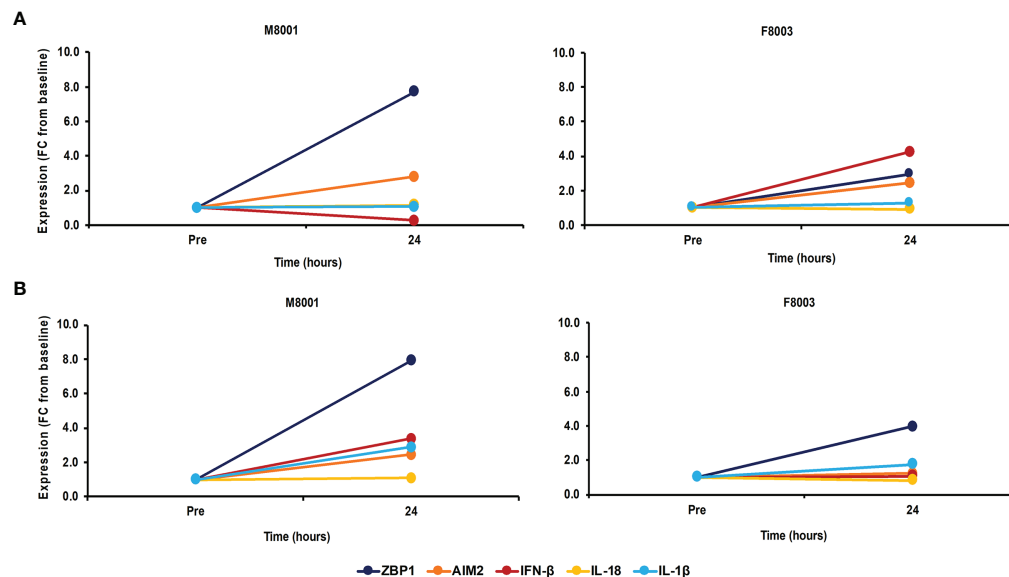 A
M8001
F8003
10.0
8.0
6.0
4.0
2.0
0.0
Expression (FC from baseline)
Pre
24
Time (hours)
10.0
8.0
6.0
4.0
2.0
0.0
Pre
24
Time (hours)
B
M8001
F8003
10.0
8.0
6.0
4.0
2.0
0.0
Expression (FC from baseline)
Pre
24
Time (hours)
10.0
8.0
6.0
4.0
2.0
0.0
Pre
24
Time (hours)
ZBP1 AIM2 IFN-β IL-18 IL-1β